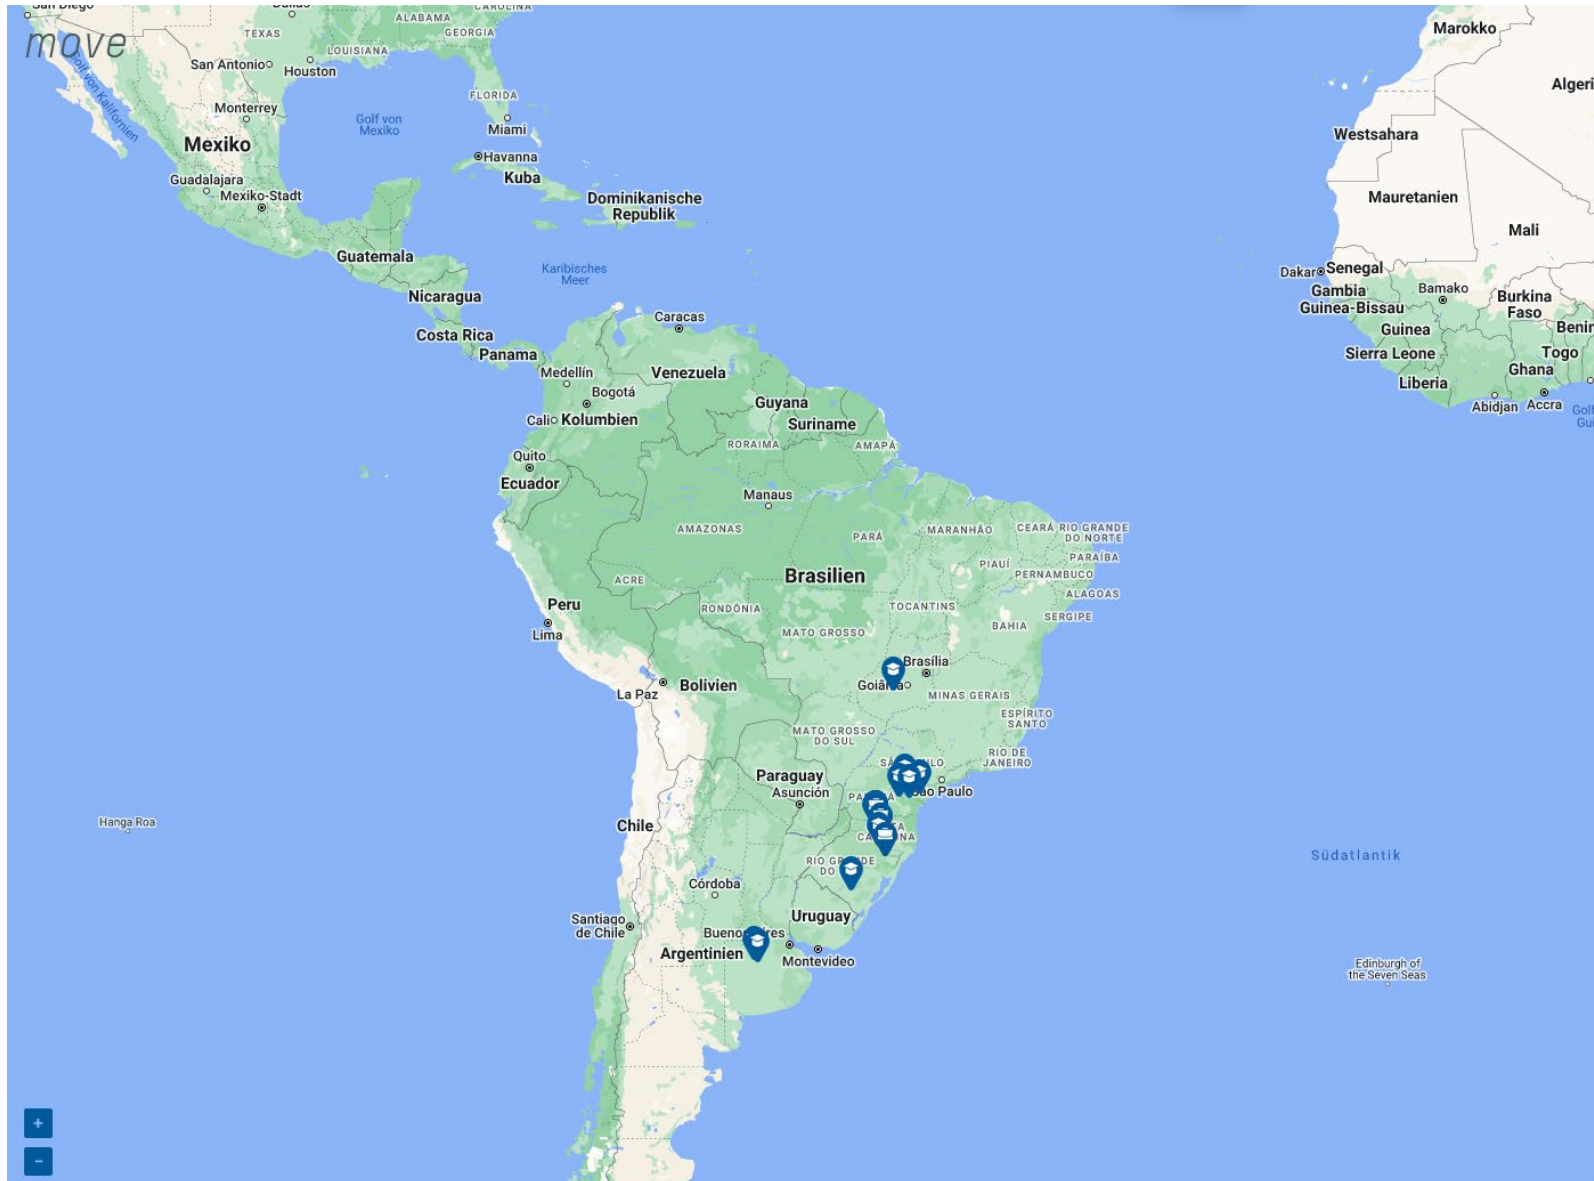 San Diego
Dallas
ALABAMA
CAROLINA
GEORGIA
TEXAS
LOUISIANA
move
San Antonio
Houston
Golf von Kalifornien
FLORIDA
Monterrey
Golf von
Mexiko
Miami
Mexiko
Havanna
Kuba
Guadalajara
Mexiko-Stadt
Dominikanische
Republik
Guatemala
Karibisches
Meer
Nicaragua
Costa Rica
Panama
Caracas
Medellín
Venezuela
Bogotá
Cali
Kolumbien
Guyana
Suriname
RORAIMA
AMAPÁ
Quito
Ecuador
Manaus
AMAZONAS
PARÁ
MARANHÃO
CEARÁ
RIO GRANDE
DO NORTE
PARAÍBA
PIAUÍ
PERNAMBUCO
ALAGOAS
SERGIPE
ACRE
Brasilien
RONDÔNIA
TOCANTINS
BAHIA
MATO GROSSO
Peru
Lima
La Paz
Bolivien
Brasília
MINAS GERAIS
ESPÍRITO
SANTO
MATO GROSSO
DO SUL
RIO DE
JANEIRO
Paraguay
Asunción
São Paulo
Chile
Hanga Roa
Córdoba
Santiago
de Chile
Uruguay
Argentinien
Montevideo
Südatlantik
Edinburgh of
the Seven Seas
Marokko
Westsahara
Mauretanien
Mali
Dakar
Senegal
Gambia
Bamako
Guinea-Bissau
Burkina
Faso
Guinea
Benin
Sierra Leone
Togo
Ghana
Liberia
Abidjan
Accra
+
-